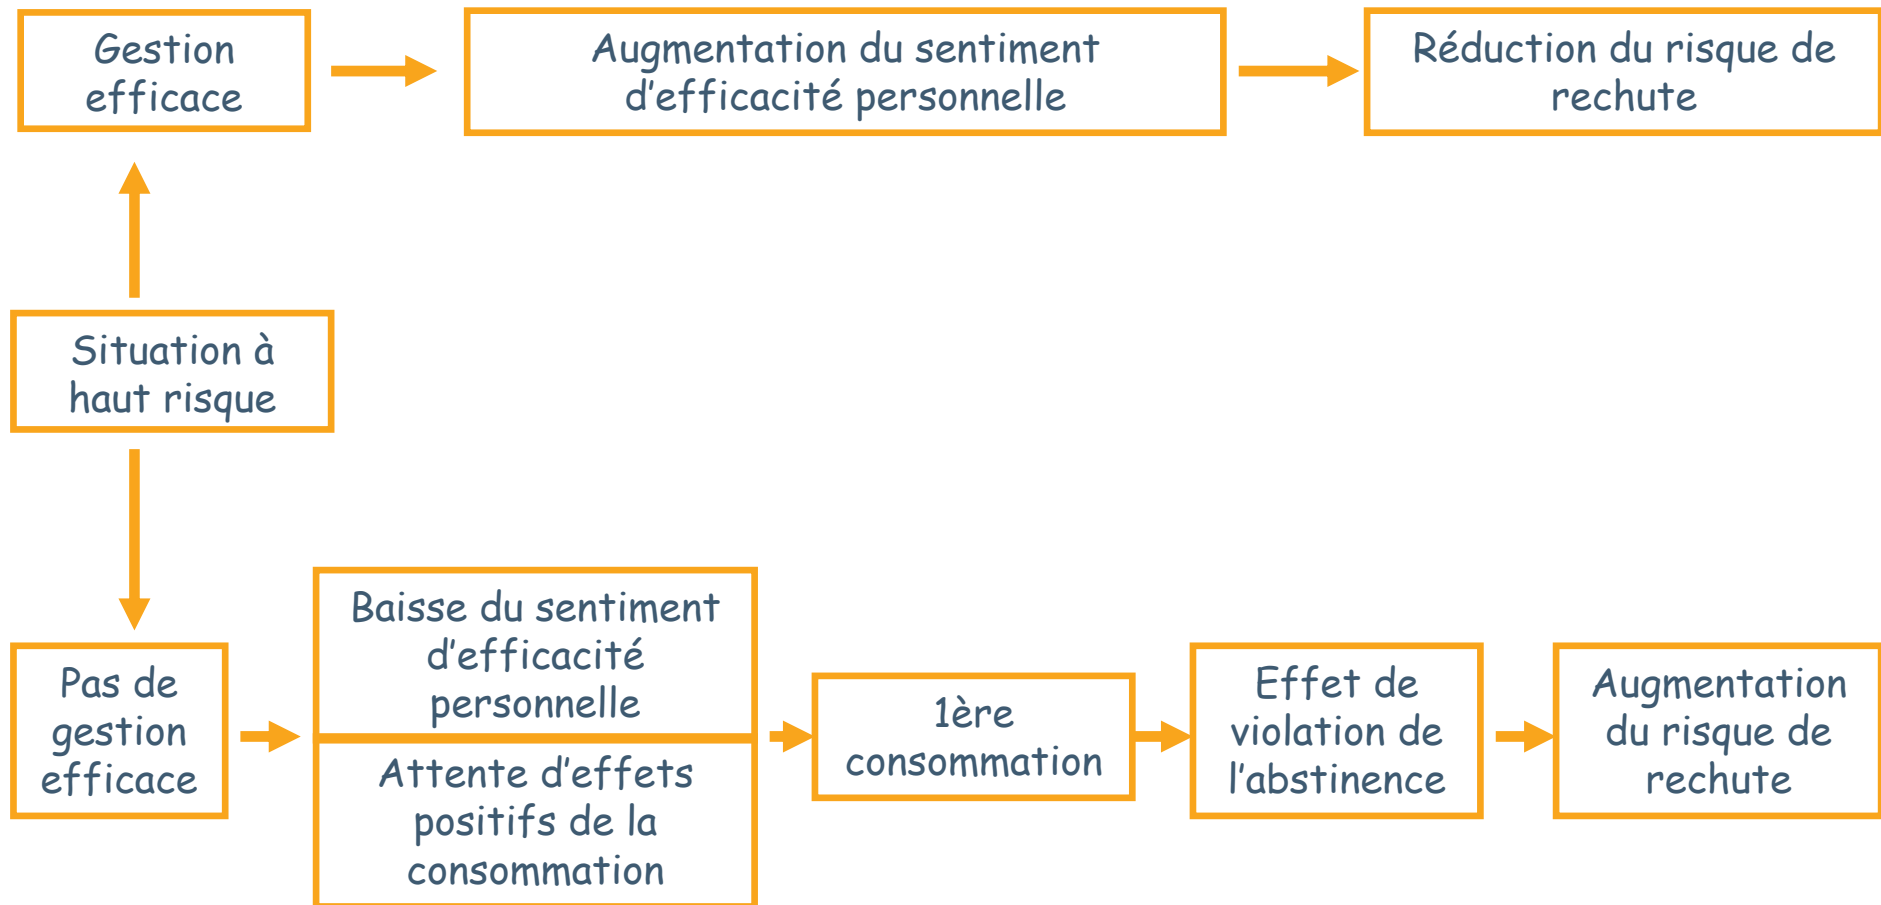 Gestion
efficace
Augmentation du sentiment
d'efficacité personnelle
Réduction du risque de
rechute
Situation à
haut risque
Pas de
gestion
efficace
Baisse du sentiment
d'efficacité
personnelle
Attente d'effets
positifs de la
consommation
1ère
consommation
Effet de
violation de
l'abstinence
Augmentation
du risque de
rechute